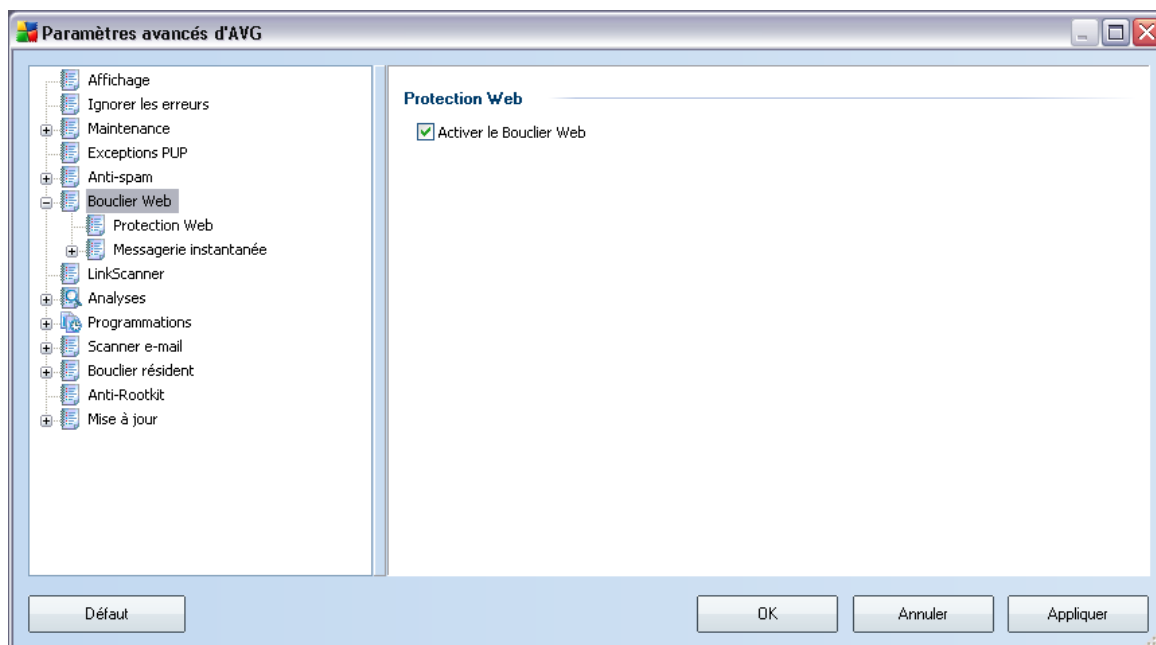 Paramètres avancés d'AVG
Affichage
Ignorer les erreurs
Maintenance
Exceptions PUP
Anti-spam
Bouclier Web
Protection Web
Messagerie instantanée
LinkScanner
Analyses
Programmations
Scanner e-mail
Bouclier résident
Anti-Rootkit
Mise à jour
Protection Web
Activer le Bouclier Web
Défaut
OK
Annuler
Appliquer